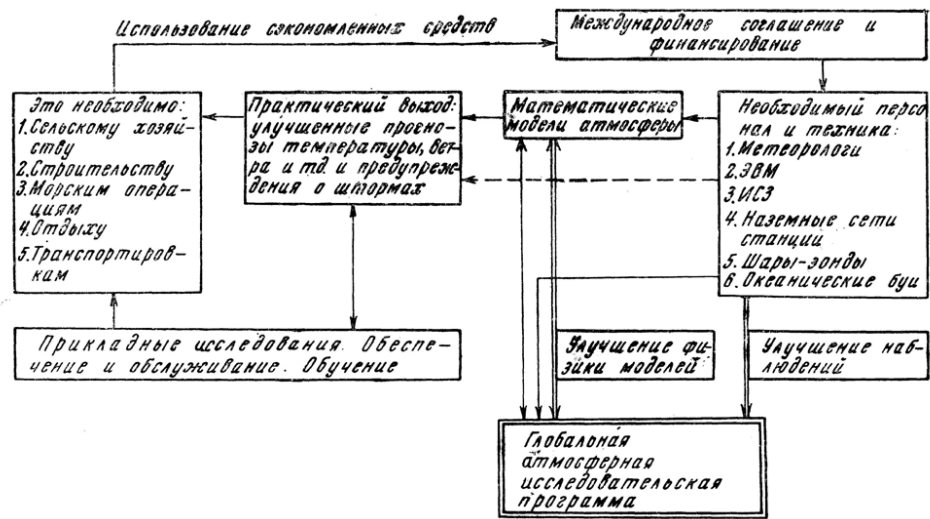 Использование сэкономленных средств
Международное соглашение и
финансирование
Это необходимо:
1. Сельскому хозяй-
ству
2. Строительству
3. Морским опера-
циям
4. Отдыху
5. Транспортиров-
кам
Практический выход:
улучшенные прогно-
зы температуры, вет-
ра и т.д. и предупреж-
дения о штормах
Математические
модели атмосферы
Необходимый персо
нал и техника:
1. Метеорологи
2. ЭВМ
3. ИСЗ
4. Наземные сети
станции
5. Шары-зонды
6. Океанические буи
Прикладные исследования. Обеспе-
чение и обслуживание. Обучение
Улучшение фи-
зики моделей
Улучшение наб-
людений
Глобальная
атмосферная
исследовательская
программа